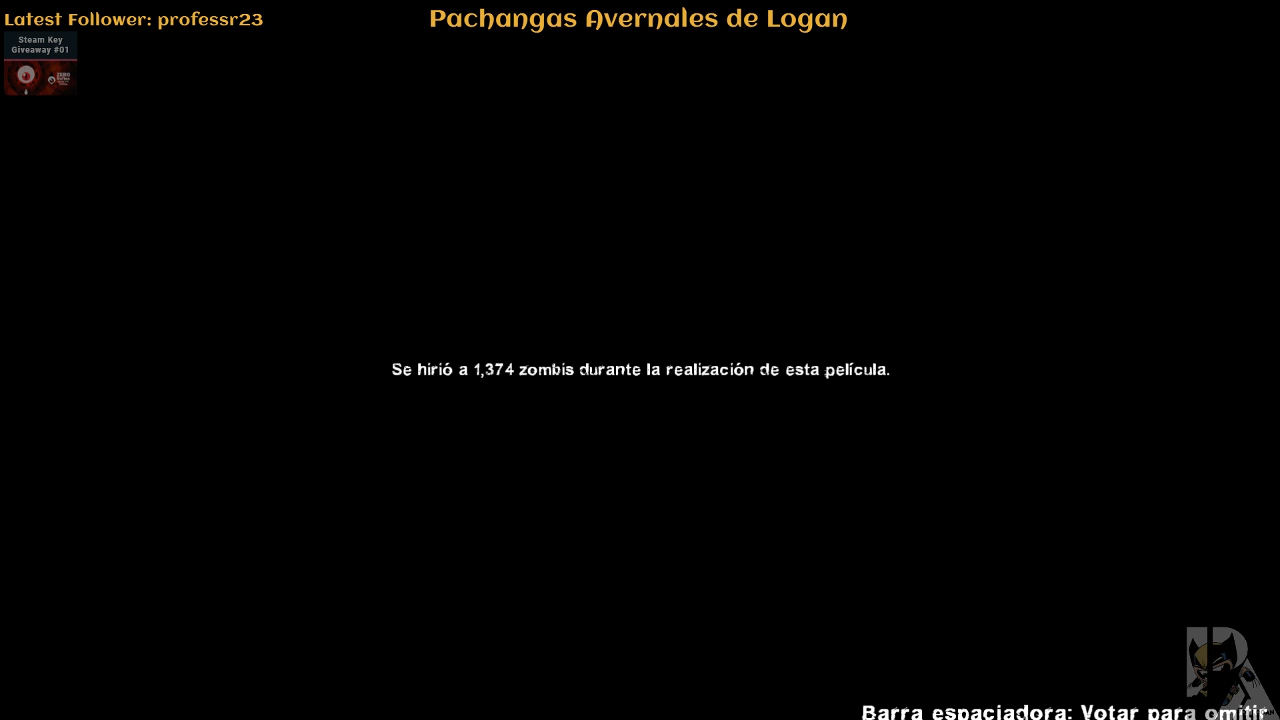 Latest Follower: professr23
Pachangas Avernales de Logan
Steam Key
Giveaway #01
Se hirió a 1,374 zombis durante la realización de esta película.
Barra espaciadora: Votar para omitir